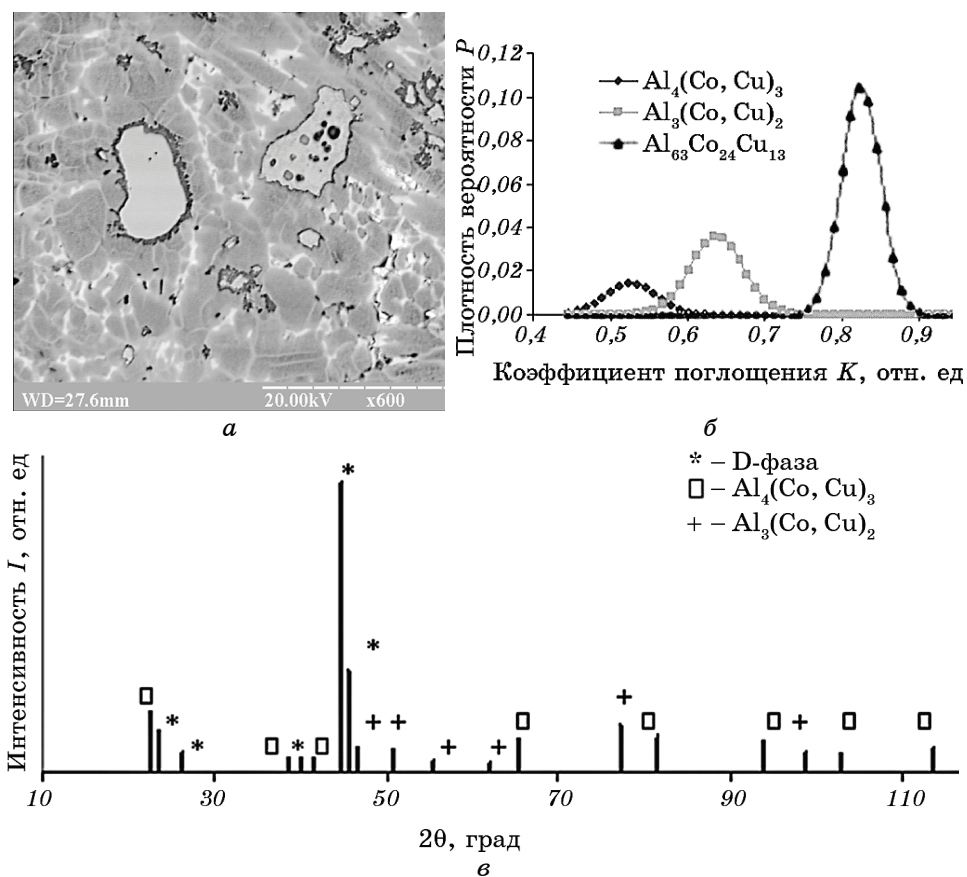 WD=27.6mm 20.00kV x600
а
Плотность вероятности P
0,12
0,10
0,08
0,06
0,04
0,02
0,00
Al4(Co, Cu)3
Al3(Co, Cu)2
Al63Co24Cu13
0,4 0,5 0,6 0,7 0,8 0,9
Коэффициент поглощения K, отн. ед
б
Интенсивность I, отн. ед
* – D-фаза
– Al4(Co, Cu)3
+ – Al3(Co, Cu)2
10 30 50 70 90 110
2θ, град
в